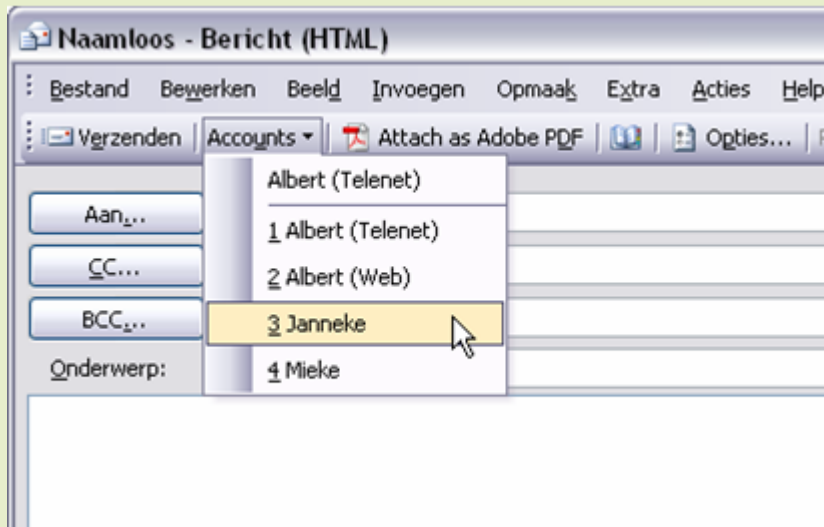 Naamloos - Bericht (HTML)
Bestand Bewerken Beeld Invoegen Opmaak Extra Acties Help
Verzenden Accounts Attach as Adobe PDF Opties...
Albert (Telenet)
Aan...
1 Albert (Telenet)
CC...
2 Albert (Web)
BCC...
3 Janneke
Onderwerp:
4 Mieke